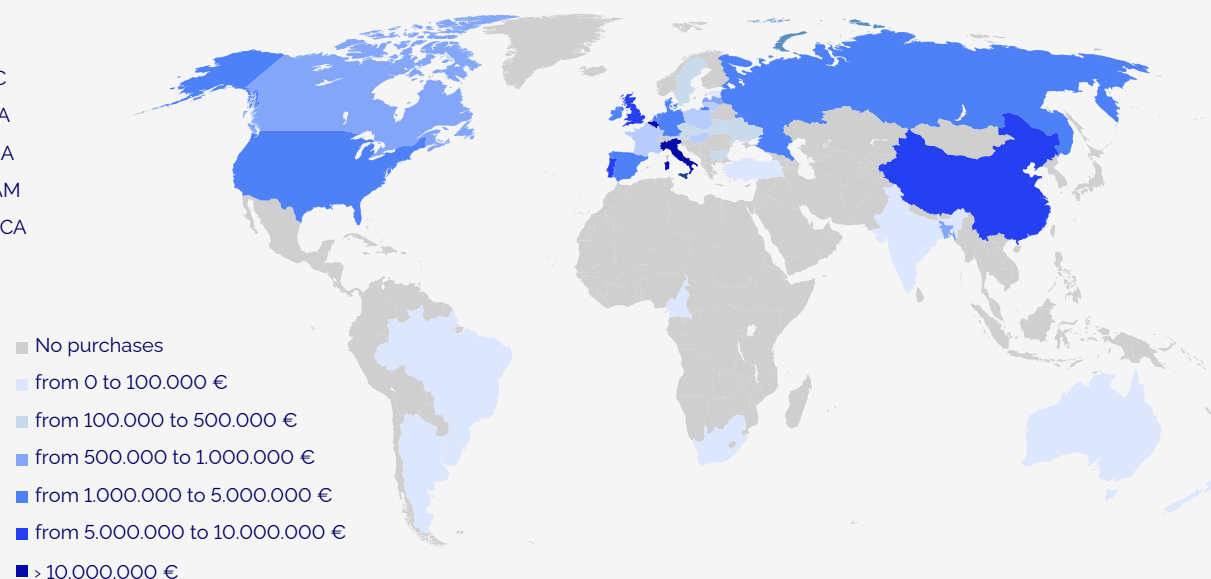 C
A
A
AM
CA
No purchases
from 0 to 100.000 €
from 100.000 to 500.000 €
from 500.000 to 1.000.000 €
from 1.000.000 to 5.000.000 €
from 5.000.000 to 10.000.000 €
> 10.000.000 €